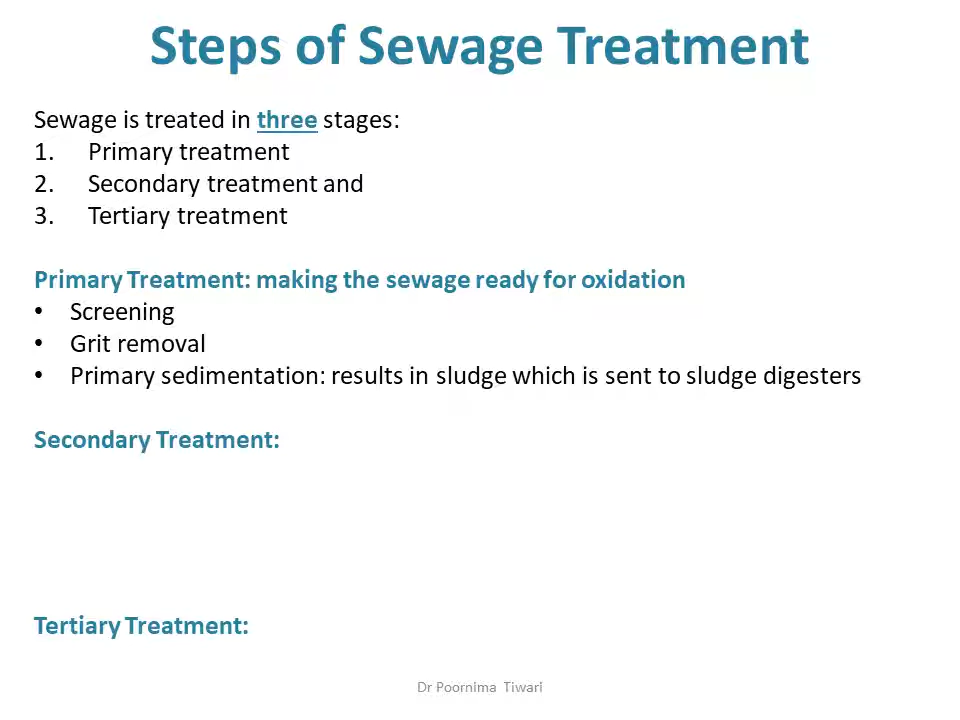 Steps of Sewage Treatment
Sewage is treated in three stages:
1. Primary treatment
2. Secondary treatment and
3. Tertiary treatment
Primary Treatment: making the sewage ready for oxidation
• Screening
• Grit removal
• Primary sedimentation: results in sludge which is sent to sludge digesters
Secondary Treatment:
Tertiary Treatment:
Dr Poornima Tiwari